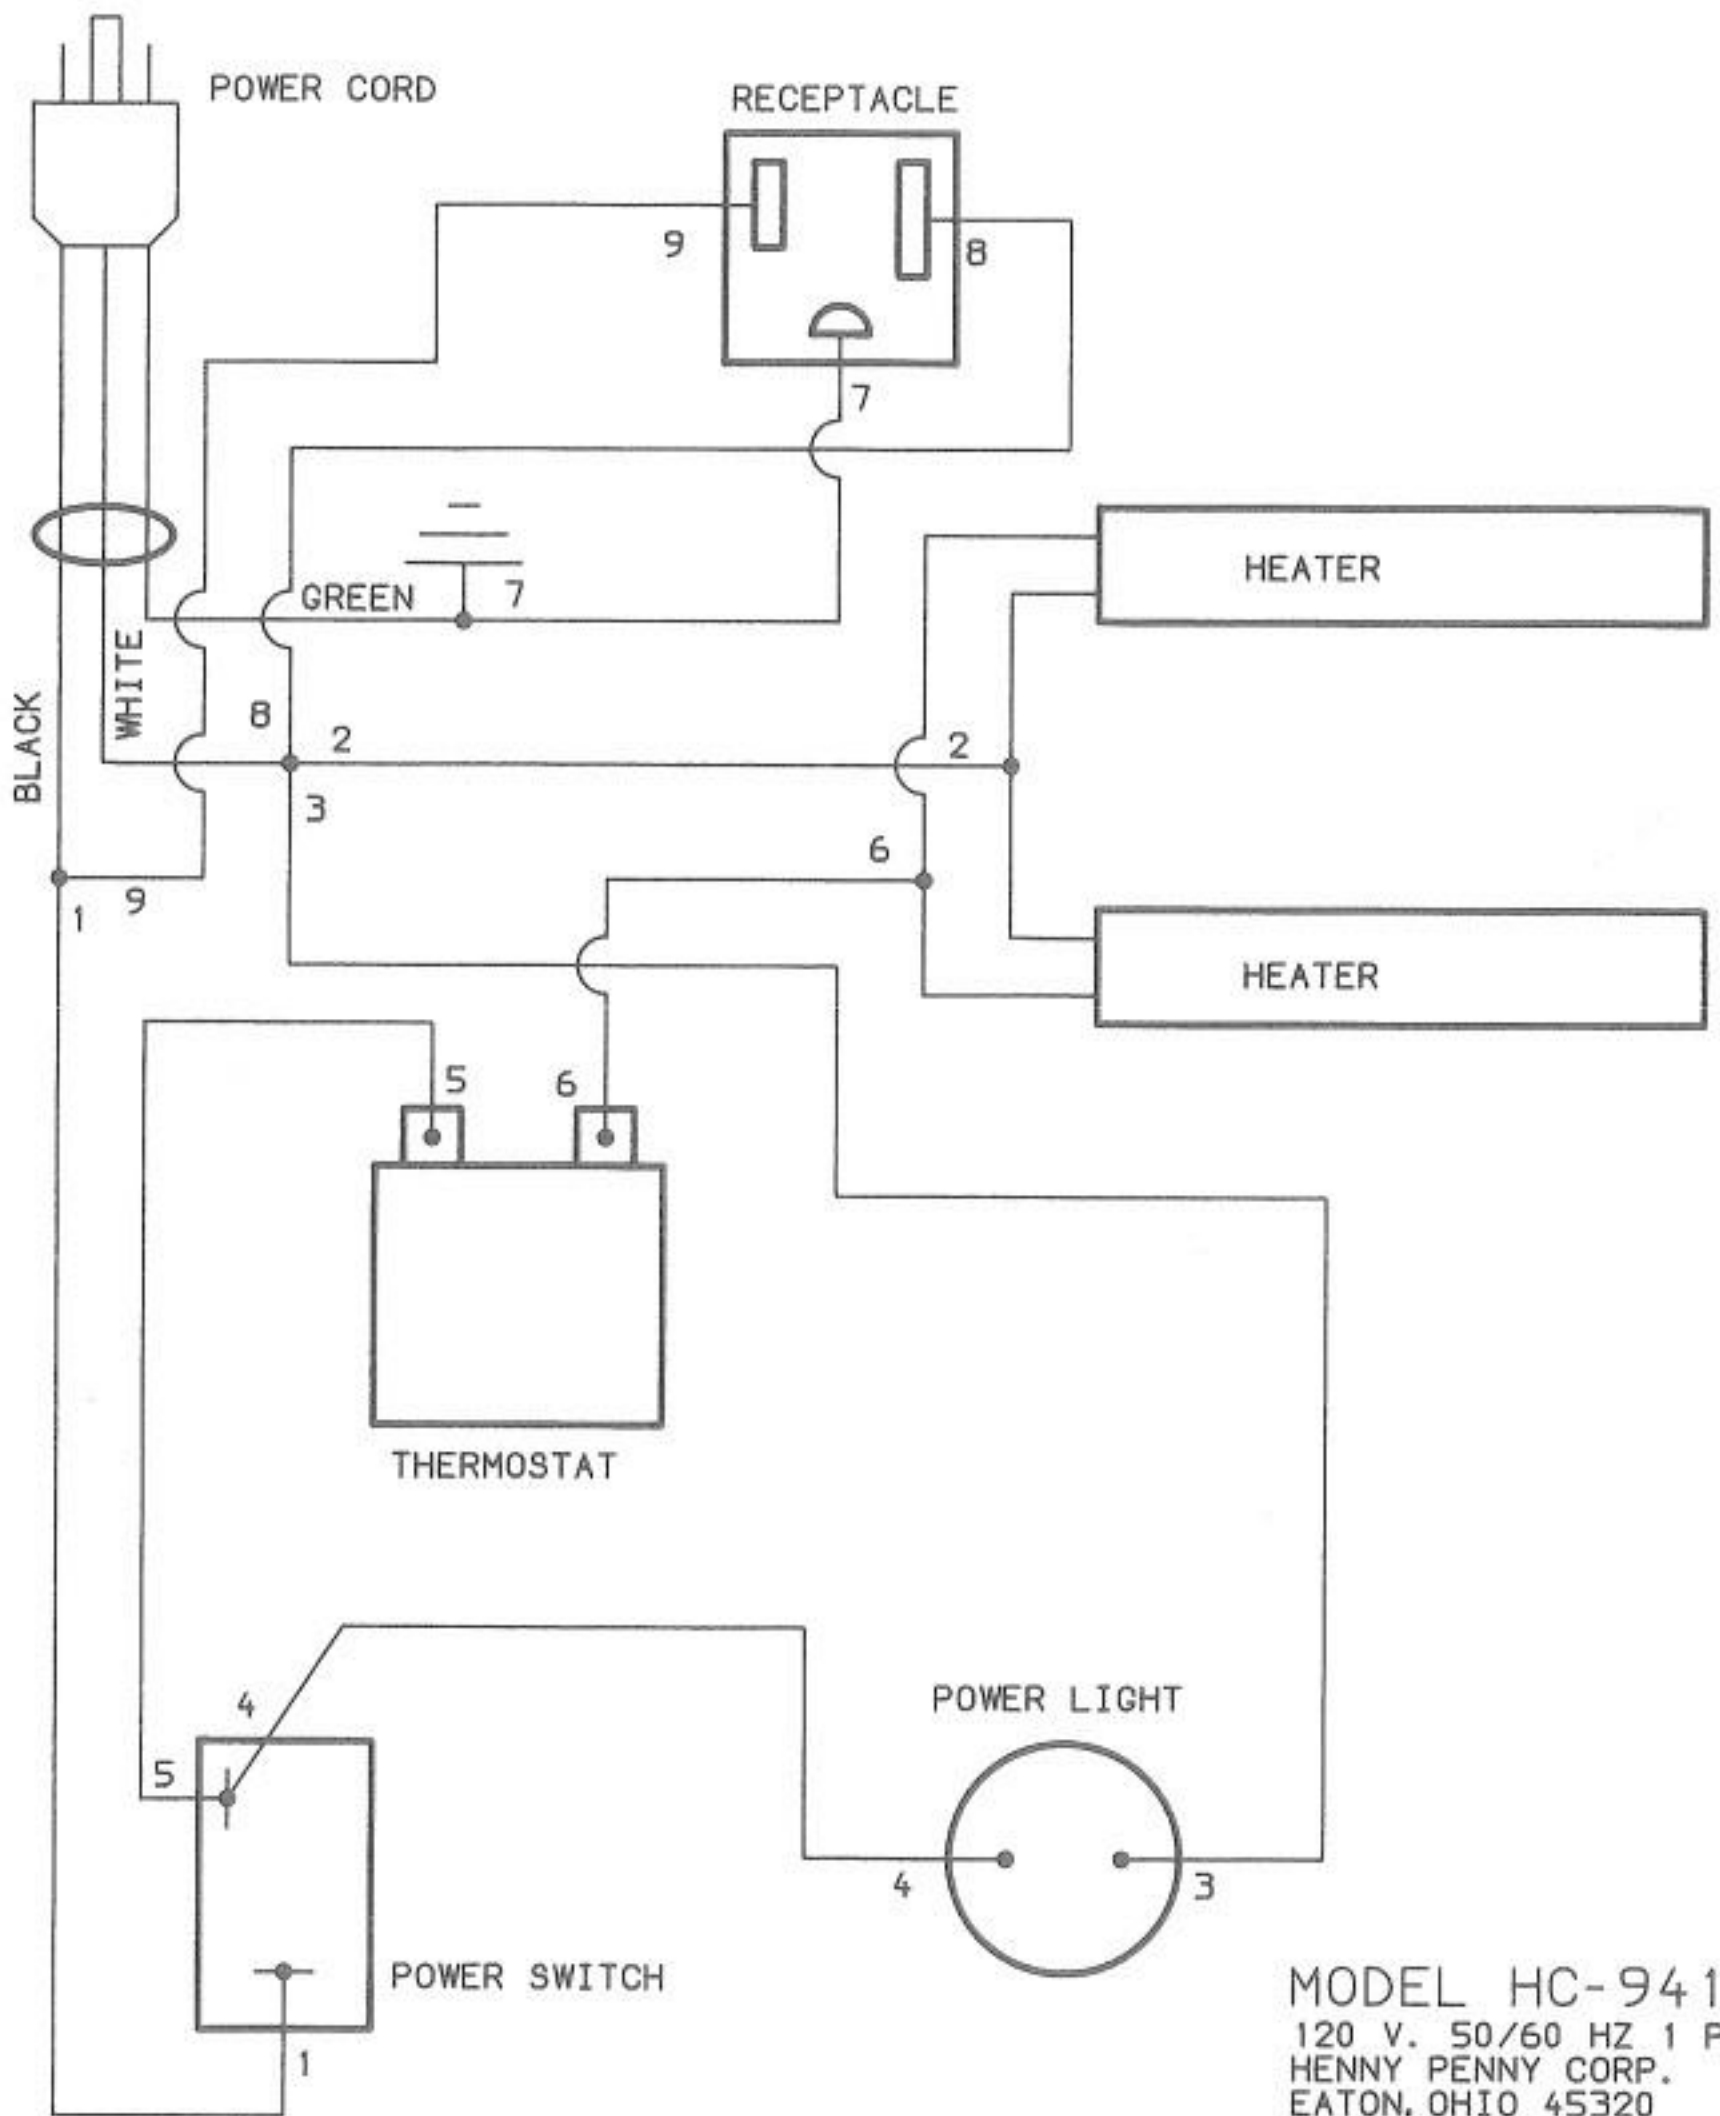 POWER CORD
RECEPTACLE
9
8
7
HEATER
GREEN
7
BLACK
WHITE
8
2
2
3
6
9
1
HEATER
5
6
THERMOSTAT
4
POWER LIGHT
5
4
3
POWER SWITCH
1
MODEL HC-941
120 V. 50/60 HZ 1 P
HENNY PENNY CORP.
EATON, OHIO 45320